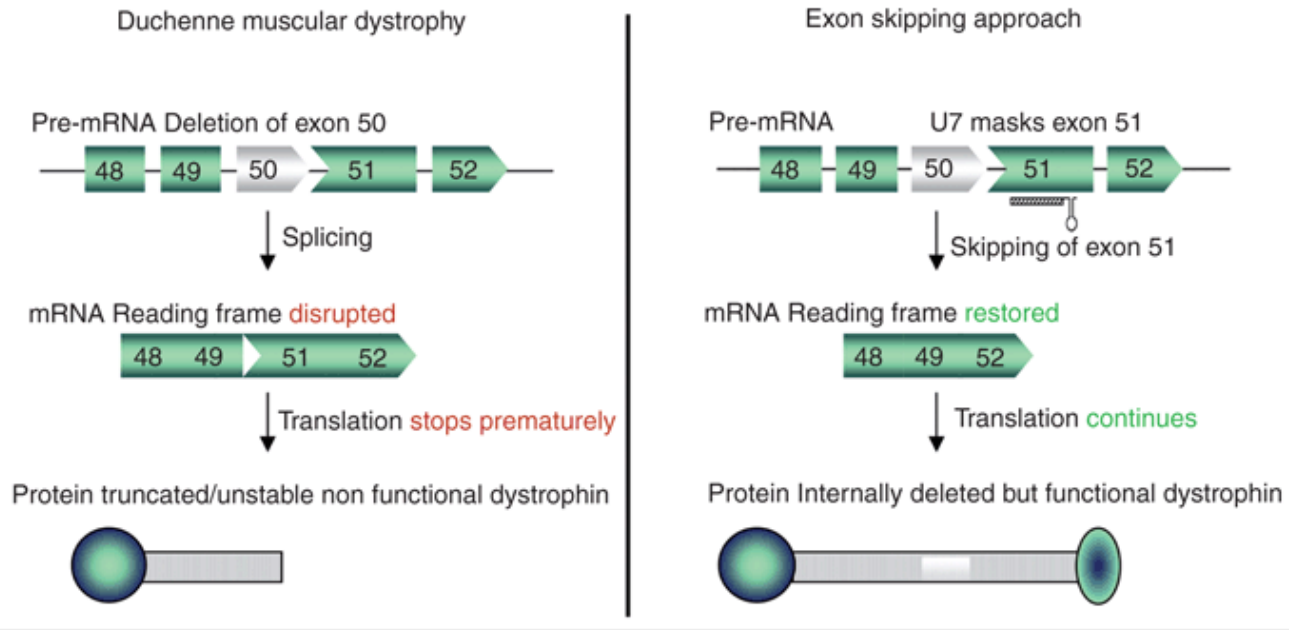 Duchenne muscular dystrophy
Pre-mRNA Deletion of exon 50
48 49 50 51 52
Splicing
mRNA Reading frame disrupted
48 49 51 52
Translation stops prematurely
Protein truncated/unstable non functional dystrophin
Exon skipping approach
Pre-mRNA U7 masks exon 51
48 49 50 51 52
Skipping of exon 51
mRNA Reading frame restored
48 49 52
Translation continues
Protein Internally deleted but functional dystrophin